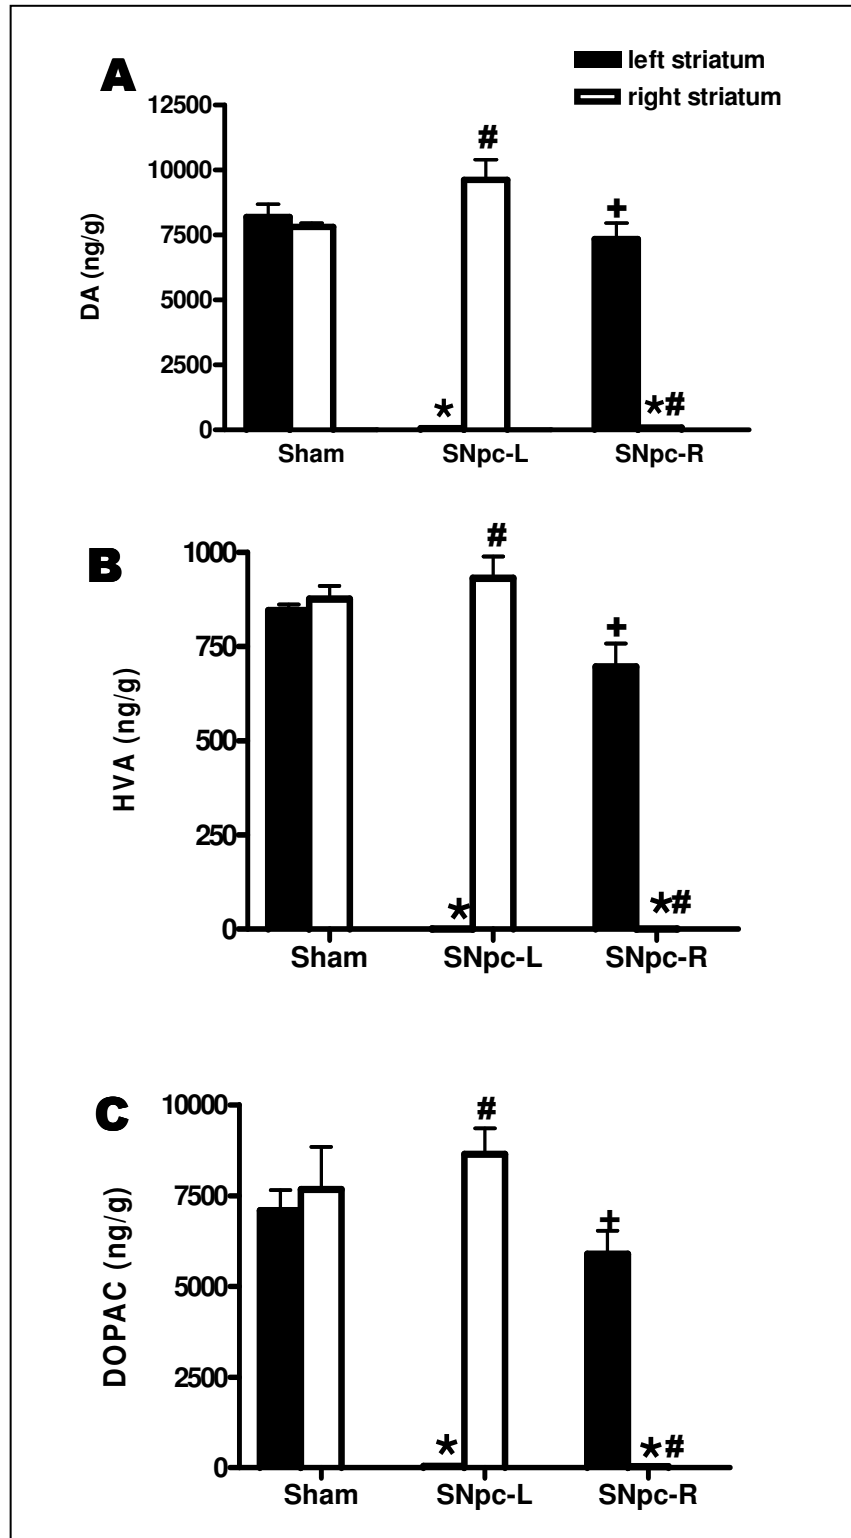 A
left striatum
right striatum
DA (ng/g)
12500
10000
7500
5000
2500
0
#
+
*
*#
Sham SNpc-L SNpc-R
B
HVA (ng/g)
1000
750
500
250
0
#
+
*
*#
Sham SNpc-L SNpc-R
C
DOPAC (ng/g)
10000
7500
5000
2500
0
#
+
*
*#
Sham SNpc-L SNpc-R